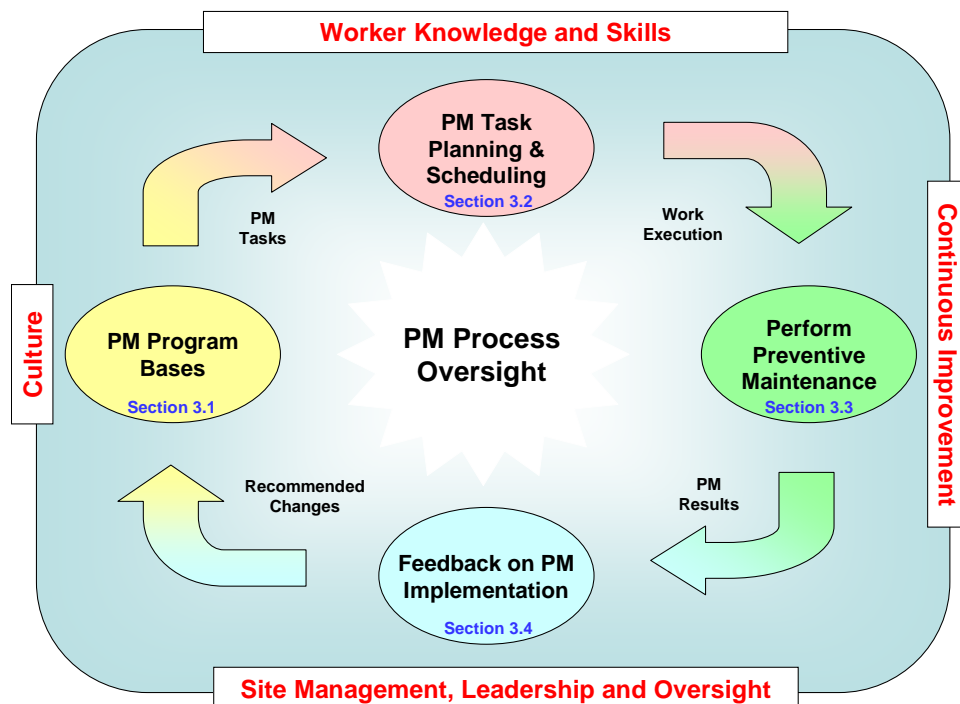 Worker Knowledge and Skills
PM Task
Planning &
Scheduling
Section 3.2
PM
Tasks
Work
Execution
Culture
Continuous Improvement
PM Program
Bases
Section 3.1
PM Process
Oversight
Perform
Preventive
Maintenance
Section 3.3
Recommended
Changes
PM
Results
Feedback on PM
Implementation
Section 3.4
Site Management, Leadership and Oversight